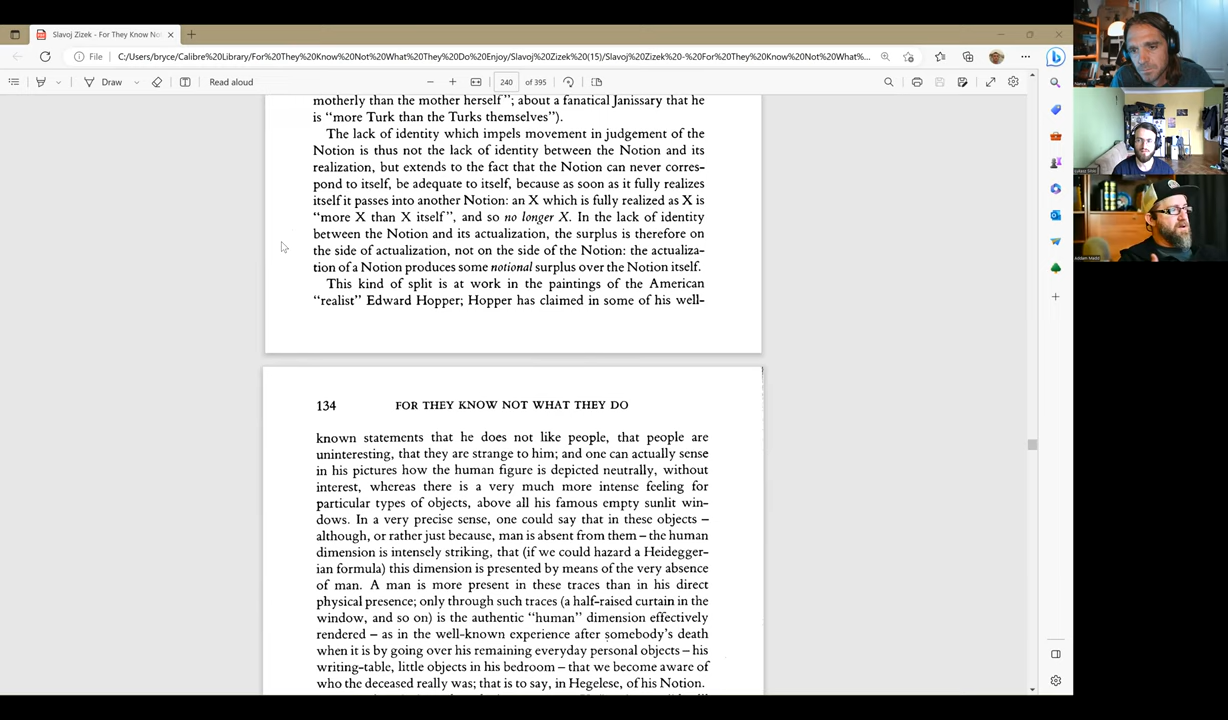 Slavoj Zizek - For They Know No
File
C:/Users/bryce/Calibre%20Library/For%20They%20Know%20Not%20What%20They%20Do%20Enjoy/Slavoj%20Zizek%20(15)/Slavoj%20Zizek%20-%20For%20They%20Know%20Not%20What%...
Draw
Read aloud
240 of 395
motherly than the mother herself"; about a fanatical Janissary that he
is "more Turk than the Turks themselves").
The lack of identity which impels movement in judgement of the
Notion is thus not the lack of identity between the Notion and its
realization, but extends to the fact that the Notion can never corres-
pond to itself, be adequate to itself, because as soon as it fully realizes
itself it passes into another Notion: an X which is fully realized as X is
"more X than X itself", and so no longer X. In the lack of identity
between the Notion and its actualization, the surplus is therefore on
the side of actualization, not on the side of the Notion: the actualiza-
tion of a Notion produces some notional surplus over the Notion itself.
This kind of split is at work in the paintings of the American
"realist" Edward Hopper; Hopper has claimed in some of his well-
134 FOR THEY KNOW NOT WHAT THEY DO
known statements that he does not like people, that people are
uninteresting, that they are strange to him; and one can actually sense
in his pictures how the human figure is depicted neutrally, without
interest, whereas there is a very much more intense feeling for
particular types of objects, above all his famous empty sunlit win-
dows. In a very precise sense, one could say that in these objects –
although, or rather just because, man is absent from them – the human
dimension is intensely striking, that (if we could hazard a Heidegger-
ian formula) this dimension is presented by means of the very absence
of man. A man is more present in these traces than in his direct
physical presence; only through such traces (a half-raised curtain in the
window, and so on) is the authentic "human" dimension effectively
rendered – as in the well-known experience after somebody's death
when it is by going over his remaining everyday personal objects – his
writing-table, little objects in his bedroom – that we become aware of
who the deceased really was; that is to say, in Hegelese, of his Notion.